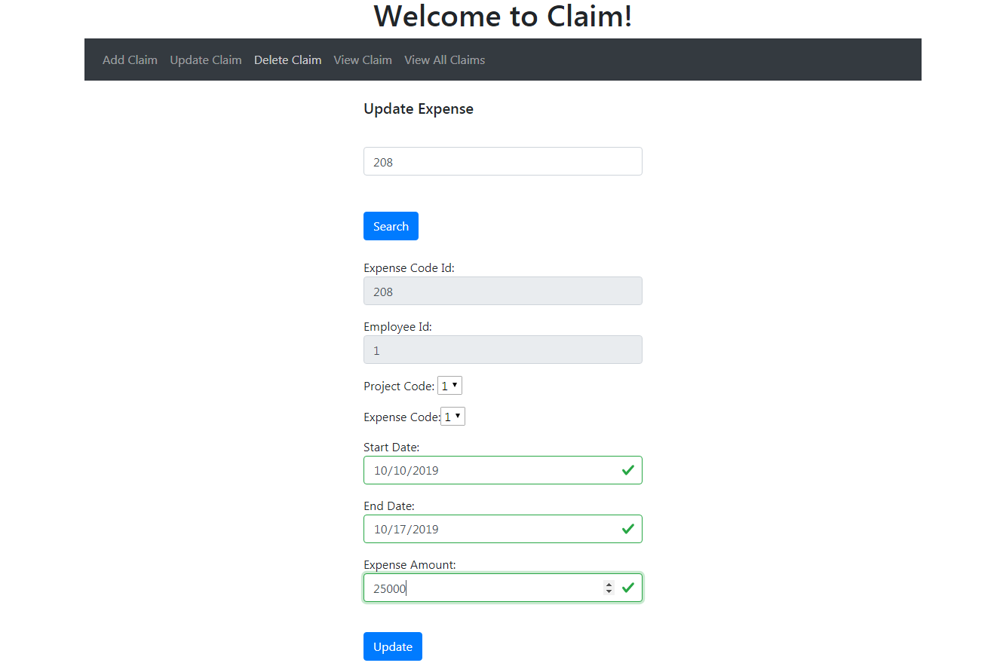 Welcome to Claim!
Add Claim Update Claim Delete Claim View Claim View All Claims
Update Expense
208
Search
Expense Code Id:
208
Employee Id:
1
Project Code: 1
Expense Code: 1
Start Date:
10/10/2019
End Date:
10/17/2019
Expense Amount:
25000
Update